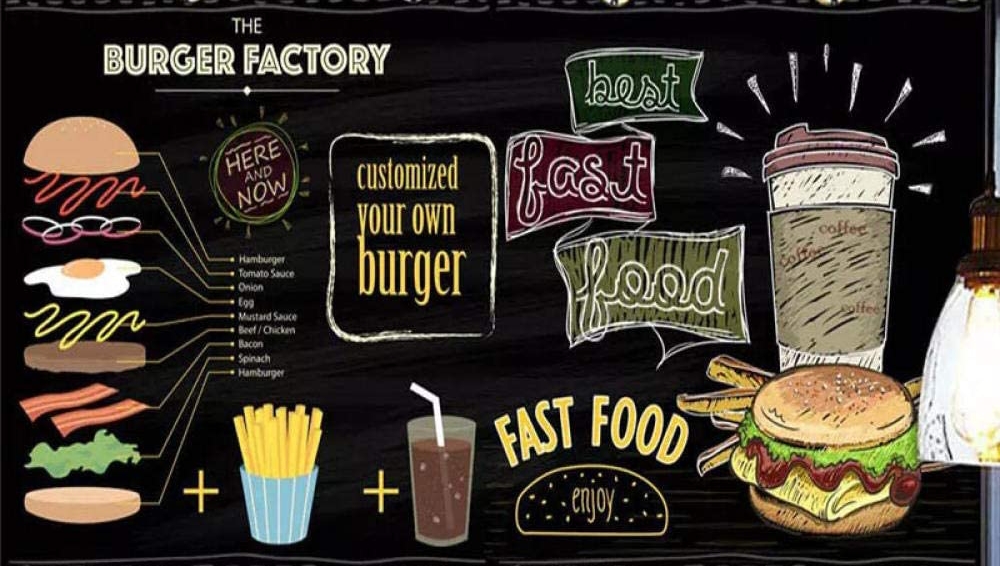 THE
BURGER FACTORY
HERE
AND
NOW
customized
your own
burger
Hamburger
Tomato Sauce
Onion
Egg
Mustard Sauce
Beef / Chicken
Bacon
Spinach
Hamburger
+
+
best
fast
food
coffee
coffee
coffee
FAST FOOD
enjoy